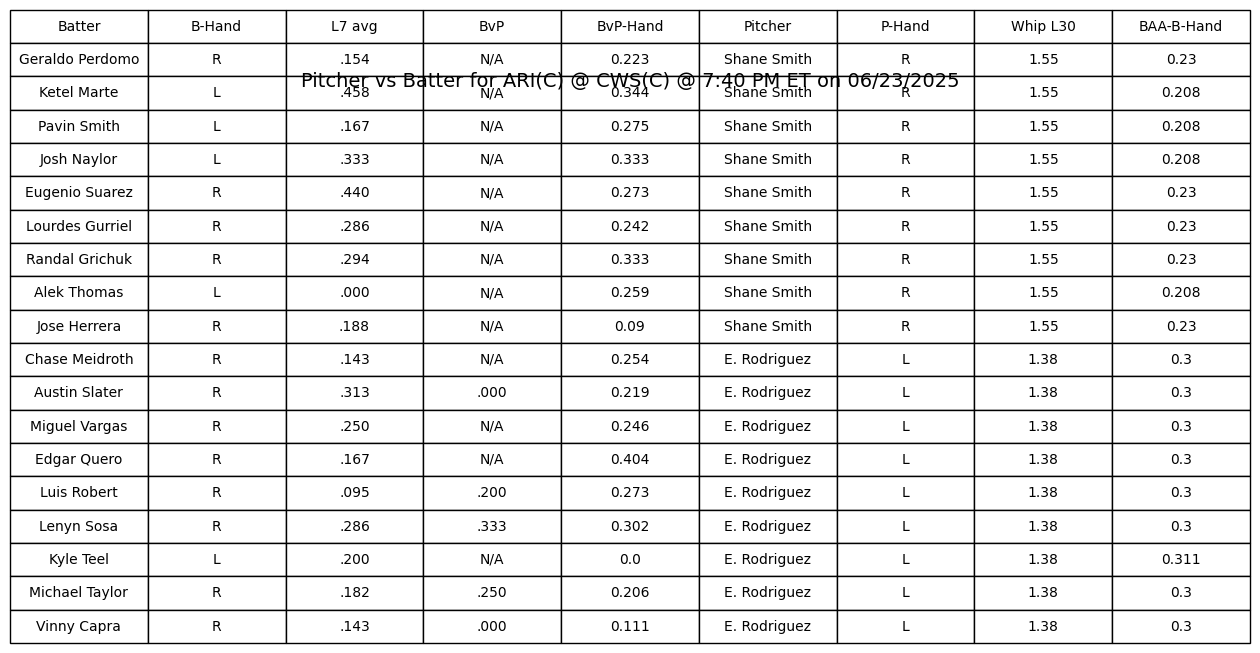 Batter B-Hand L7 avg BvP BvP-Hand Pitcher P-Hand Whip L30 BAA-B-Hand
Geraldo Perdomo R .154 N/A 0.223 Shane Smith R 1.55 0.23
Pitcher vs Batter for ARI(C) @ CWS(C) @ 7:40 PM ET on 06/23/2025
Ketel Marte L .458 N/A 0.344 Shane Smith R 1.55 0.208
Pavin Smith L .167 N/A 0.275 Shane Smith R 1.55 0.208
Josh Naylor L .333 N/A 0.333 Shane Smith R 1.55 0.208
Eugenio Suarez R .440 N/A 0.273 Shane Smith R 1.55 0.23
Lourdes Gurriel R .286 N/A 0.242 Shane Smith R 1.55 0.23
Randal Grichuk R .294 N/A 0.333 Shane Smith R 1.55 0.23
Alek Thomas L .000 N/A 0.259 Shane Smith R 1.55 0.208
Jose Herrera R .188 N/A 0.09 Shane Smith R 1.55 0.23
Chase Meidroth R .143 N/A 0.254 E. Rodriguez L 1.38 0.3
Austin Slater R .313 .000 0.219 E. Rodriguez L 1.38 0.3
Miguel Vargas R .250 N/A 0.246 E. Rodriguez L 1.38 0.3
Edgar Quero R .167 N/A 0.404 E. Rodriguez L 1.38 0.3
Luis Robert R .095 .200 0.273 E. Rodriguez L 1.38 0.3
Lenyn Sosa R .286 .333 0.302 E. Rodriguez L 1.38 0.3
Kyle Teel L .200 N/A 0.0 E. Rodriguez L 1.38 0.311
Michael Taylor R .182 .250 0.206 E. Rodriguez L 1.38 0.3
Vinny Capra R .143 .000 0.111 E. Rodriguez L 1.38 0.3